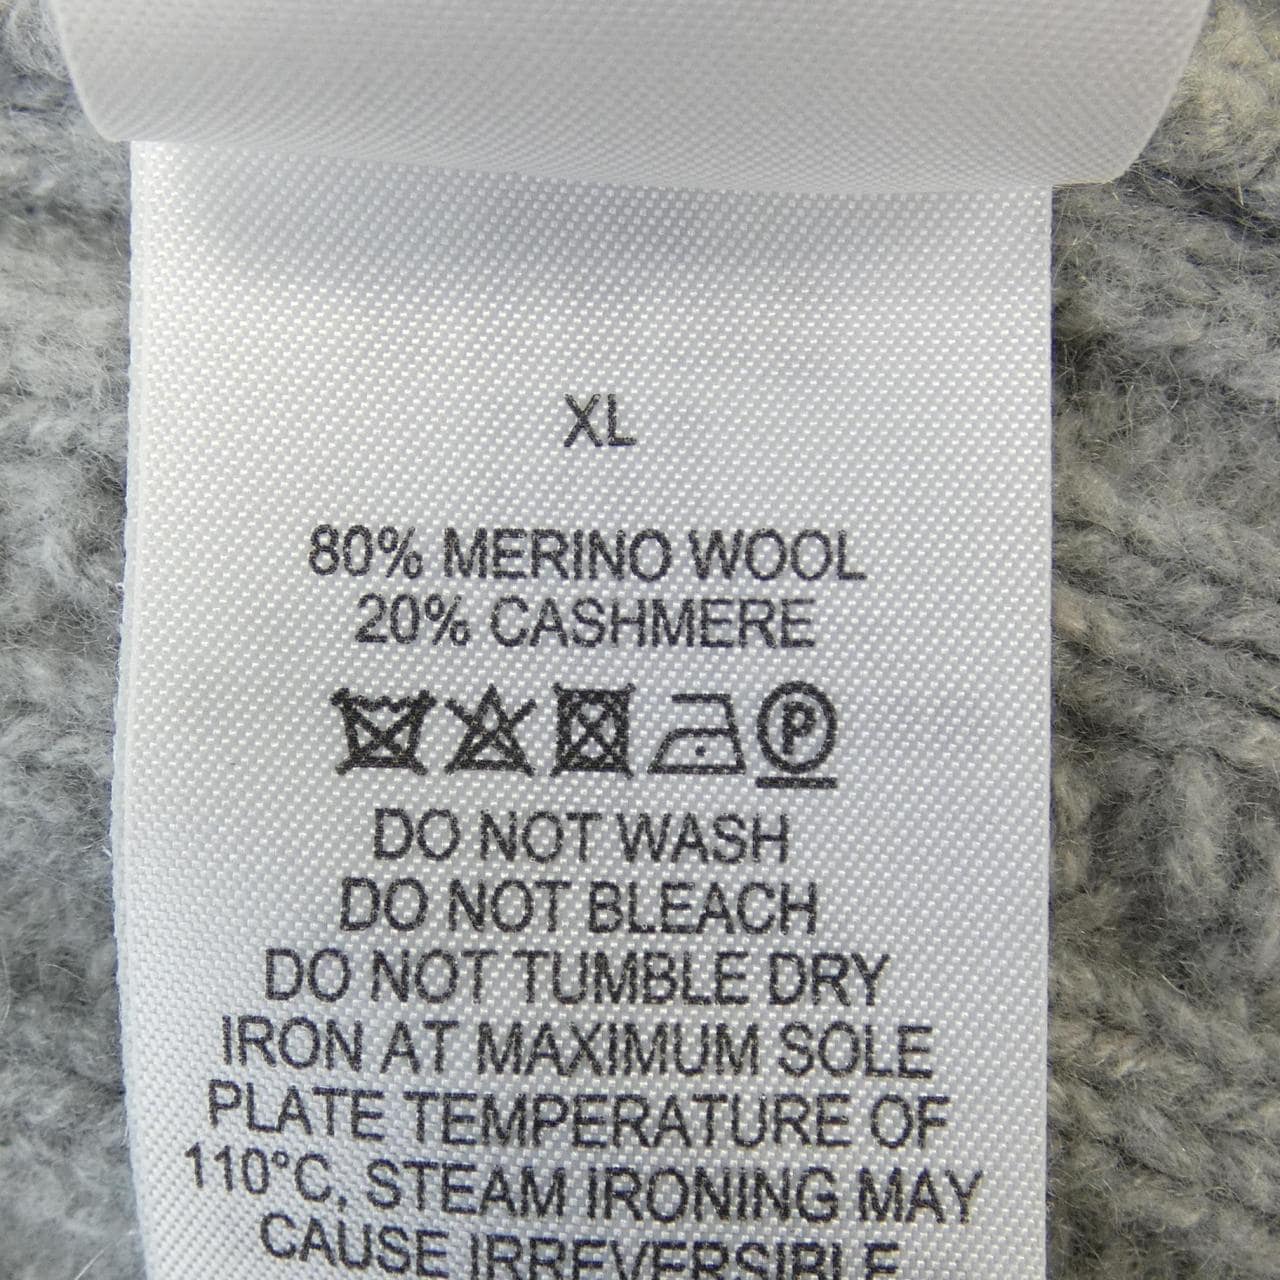 XL
80% MERINO WOOL
20% CASHMERE
P
DO NOT WASH
DO NOT BLEACH
DO NOT TUMBLE DRY
IRON AT MAXIMUM SOLE
PLATE TEMPERATURE OF
110°C, STEAM IRONING MAY
CAUSE IRREVERSIBLE